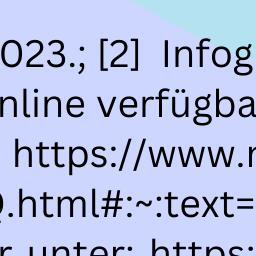 023.; [2] Infog
nline verfügba
https://www.r
.html#:~:text=
r unter: https: